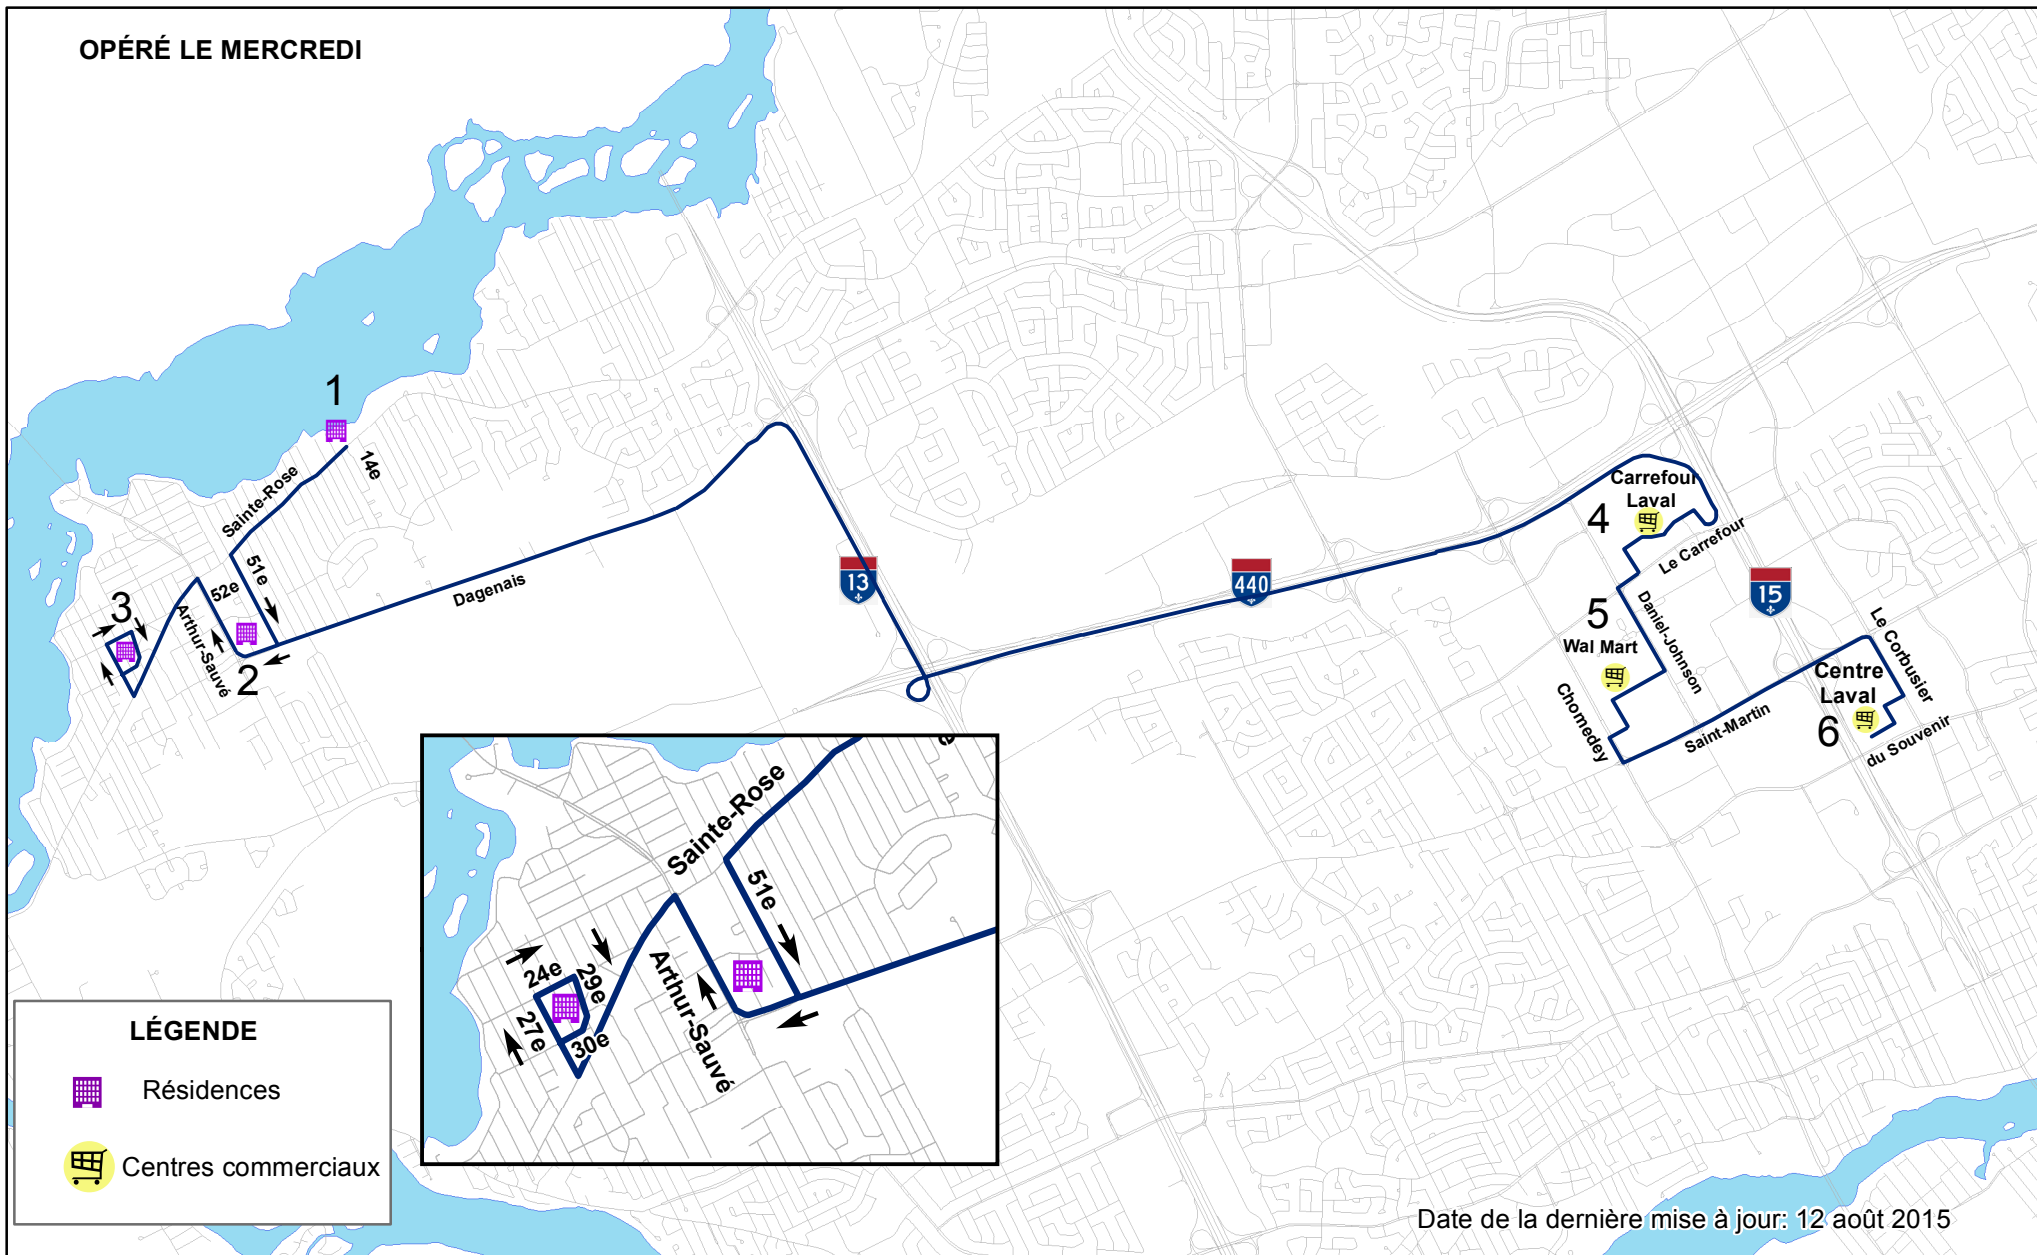 OPÉRÉ LE MERCREDI
1
14e
Sainte-Rose
51e
52e
3
Arthur-Sauvé
2
Dagenais
13
440
Carrefour
Laval
4
Le Carrefour
15
5
Wal Mart
Daniel-Johnson
Chomedey
Le Corbusier
Centre
Laval
6
Saint-Martin
du Souvenir
Sainte-Rose
51e
24e
29e
27e
30e
Arthur-Sauvé
LÉGENDE
Résidences
Centres commerciaux
Date de la dernière mise à jour: 12 août 2015